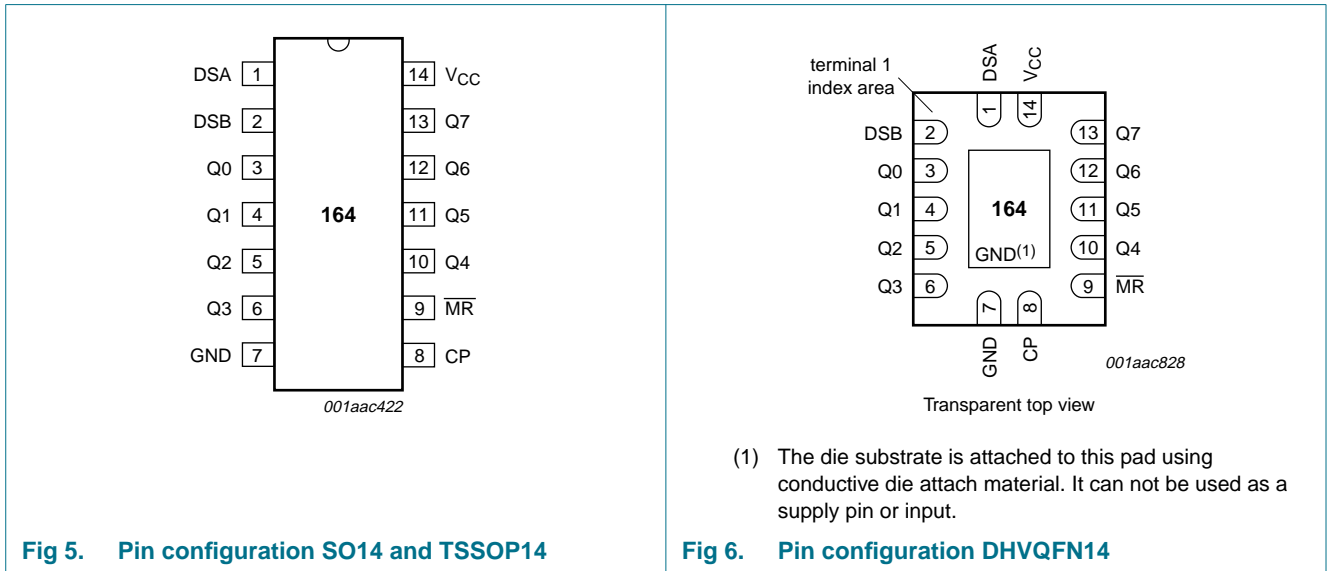 DSA 1 14 VCC
DSB 2 13 Q7
Q0 3 12 Q6
Q1 4 164 11 Q5
Q2 5 10 Q4
Q3 6 9 MR
GND 7 8 CP
001aac422
Fig 5. Pin configuration SO14 and TSSOP14
terminal 1
index area
DSA VCC
1 14
DSB 2 13 Q7
Q0 3 12 Q6
Q1 4 164 11 Q5
Q2 5 GND(1) 10 Q4
Q3 6 9 MR
7 8
GND CP
001aac828
Transparent top view
(1) The die substrate is attached to this pad using
conductive die attach material. It can not be used as a
supply pin or input.
Fig 6. Pin configuration DHVQFN14